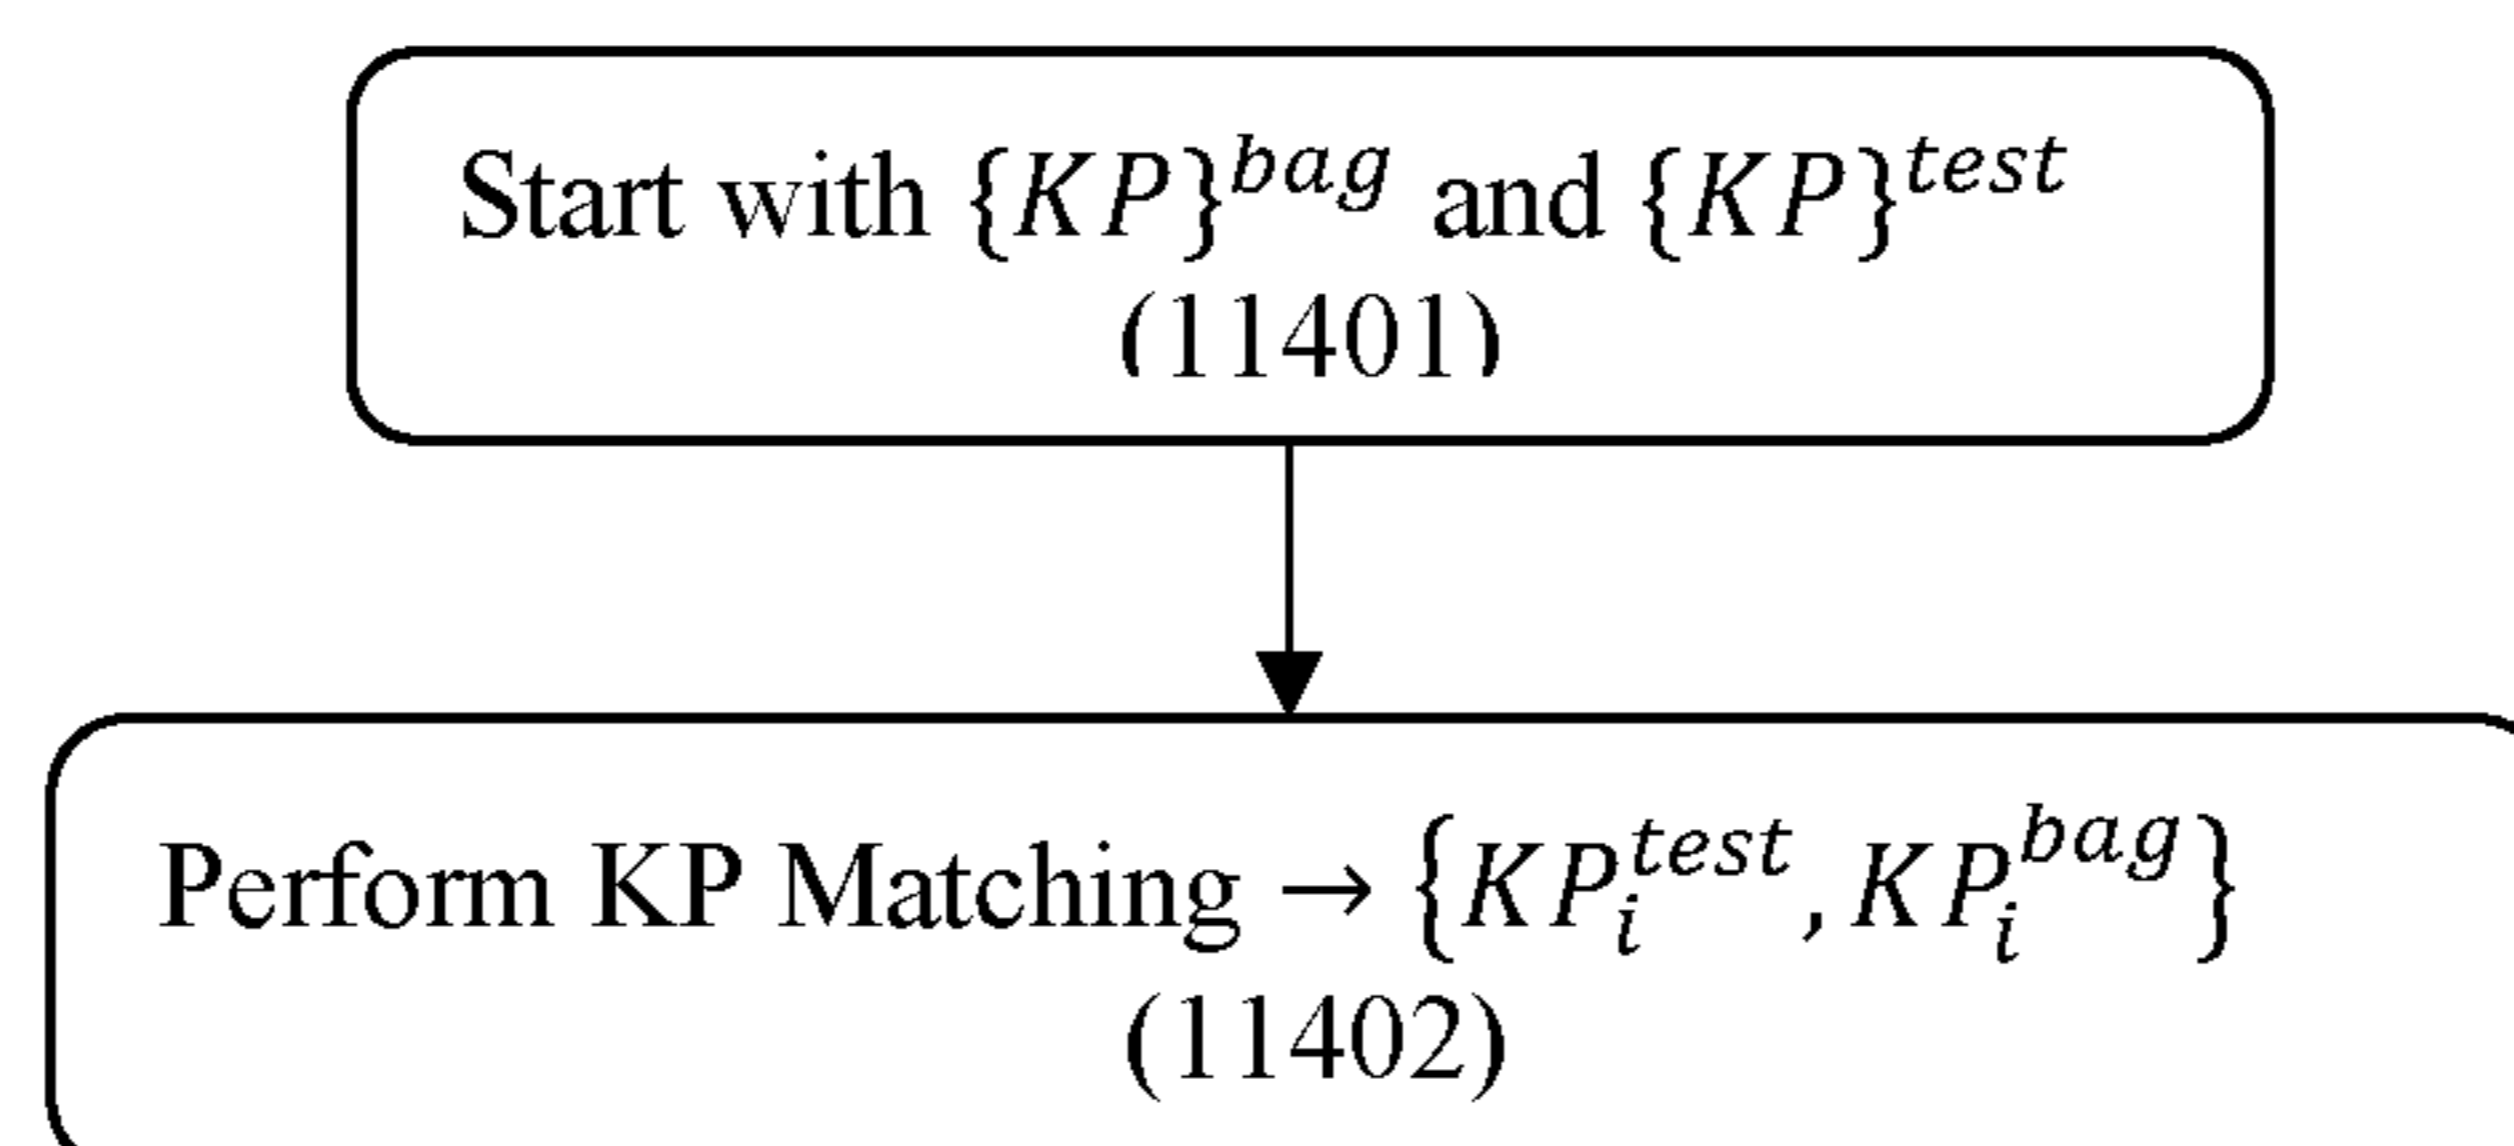 Start with {KP}^{bag} and {KP}^{test}
(11401)
Perform KP Matching → {KP_i^{test}, KP_i^{bag}}
(11402)